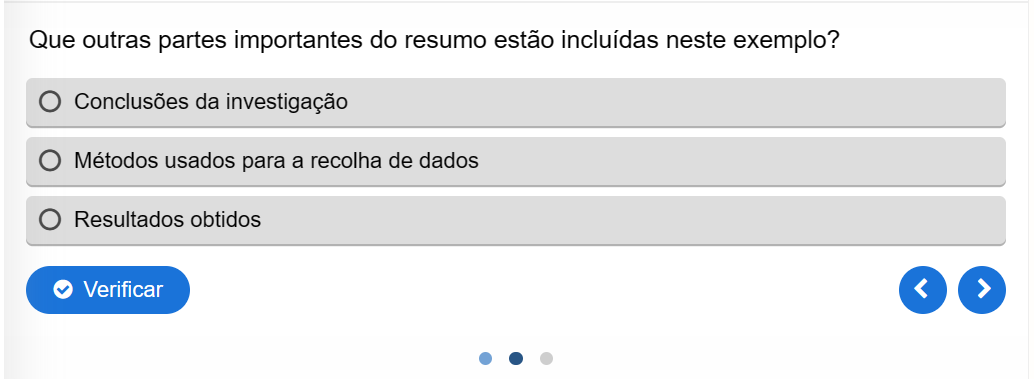 Que outras partes importantes do resumo estão incluídas neste exemplo?
Conclusões da investigação
Métodos usados para a recolha de dados
Resultados obtidos
Verificar